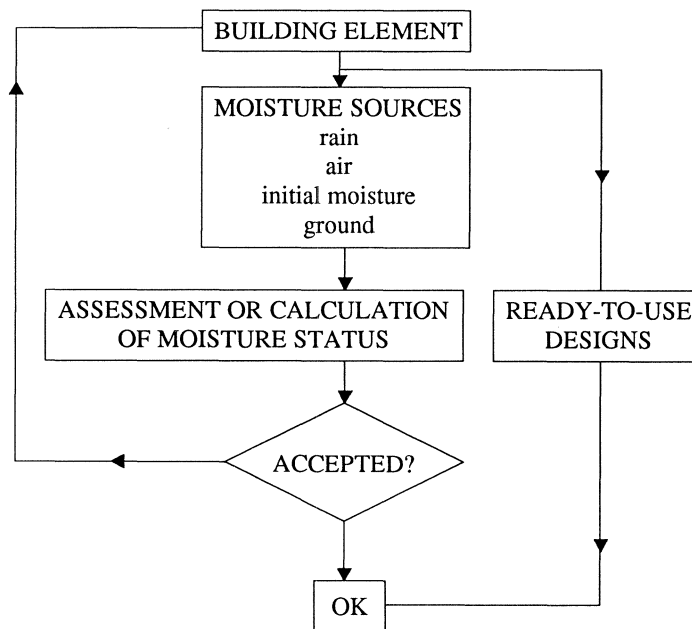 BUILDING ELEMENT
MOISTURE SOURCES
rain
air
initial moisture
ground
ASSESSMENT OR CALCULATION
OF MOISTURE STATUS
READY-TO-USE
DESIGNS
ACCEPTED?
OK